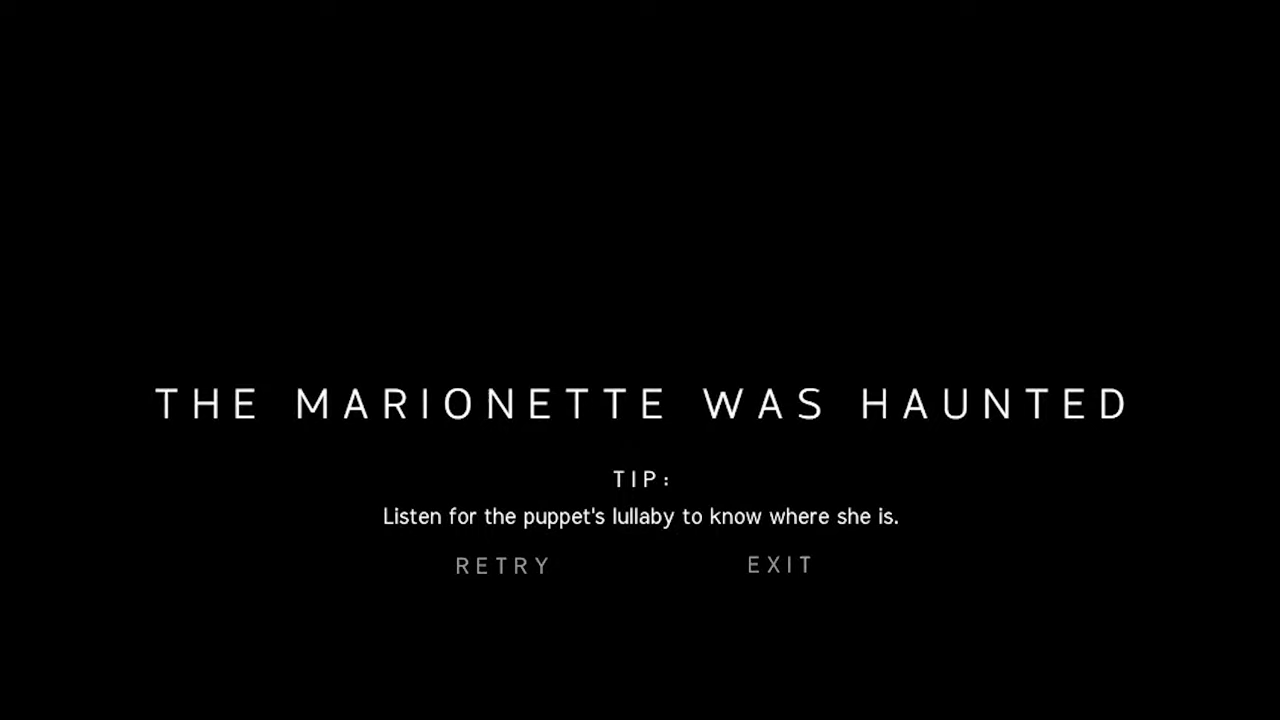 THE MARIONETTE WAS HAUNTED
TIP:
Listen for the puppet's lullaby to know where she is.
RETRY EXIT